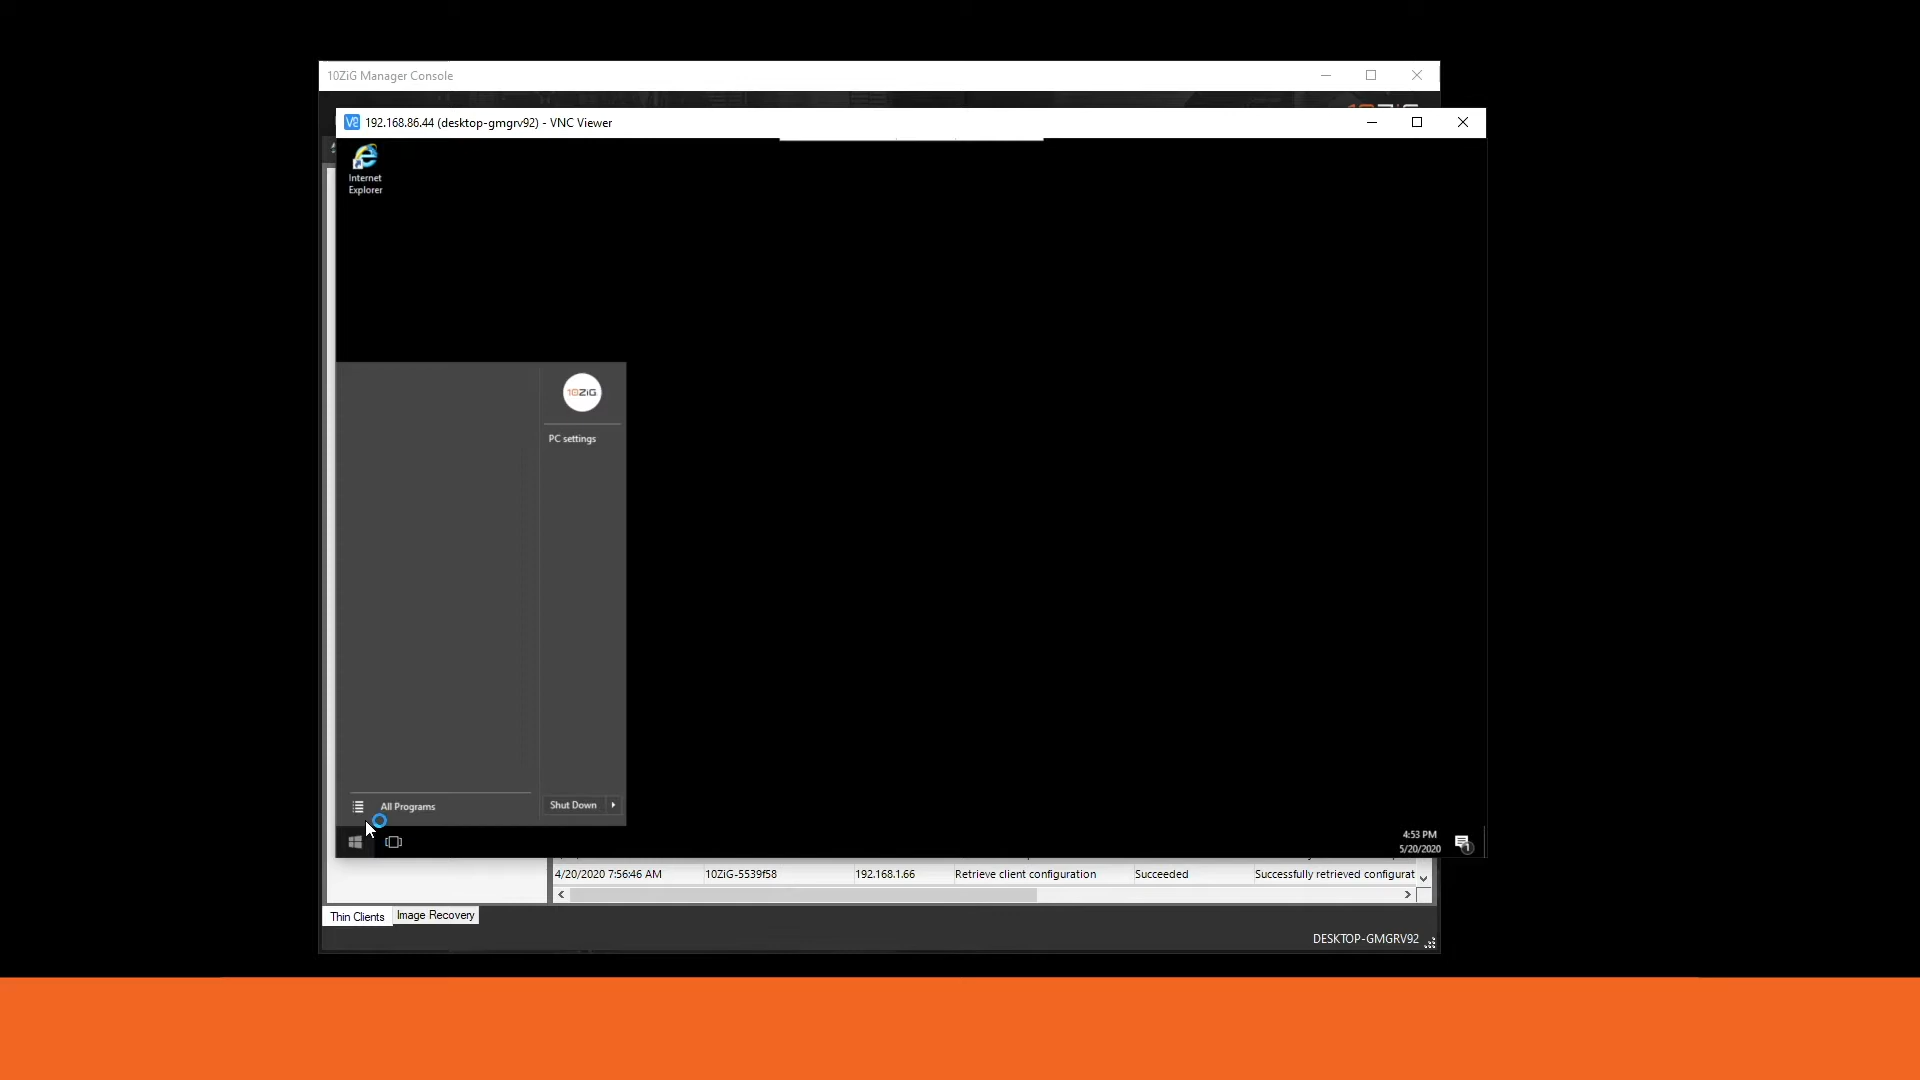 10ZiG Manager Console
192.168.86.44 (desktop-gmgrv92) - VNC Viewer
Internet
Explorer
10ZiG
PC settings
All Programs
Shut Down
4:53 PM
5/20/2020
1
4/20/2020 7:56:46 AM 10ZiG-5539f58 192.168.1.66 Retrieve client configuration Succeeded Successfully retrieved configurat
Thin Clients Image Recovery
DESKTOP-GMGRV92